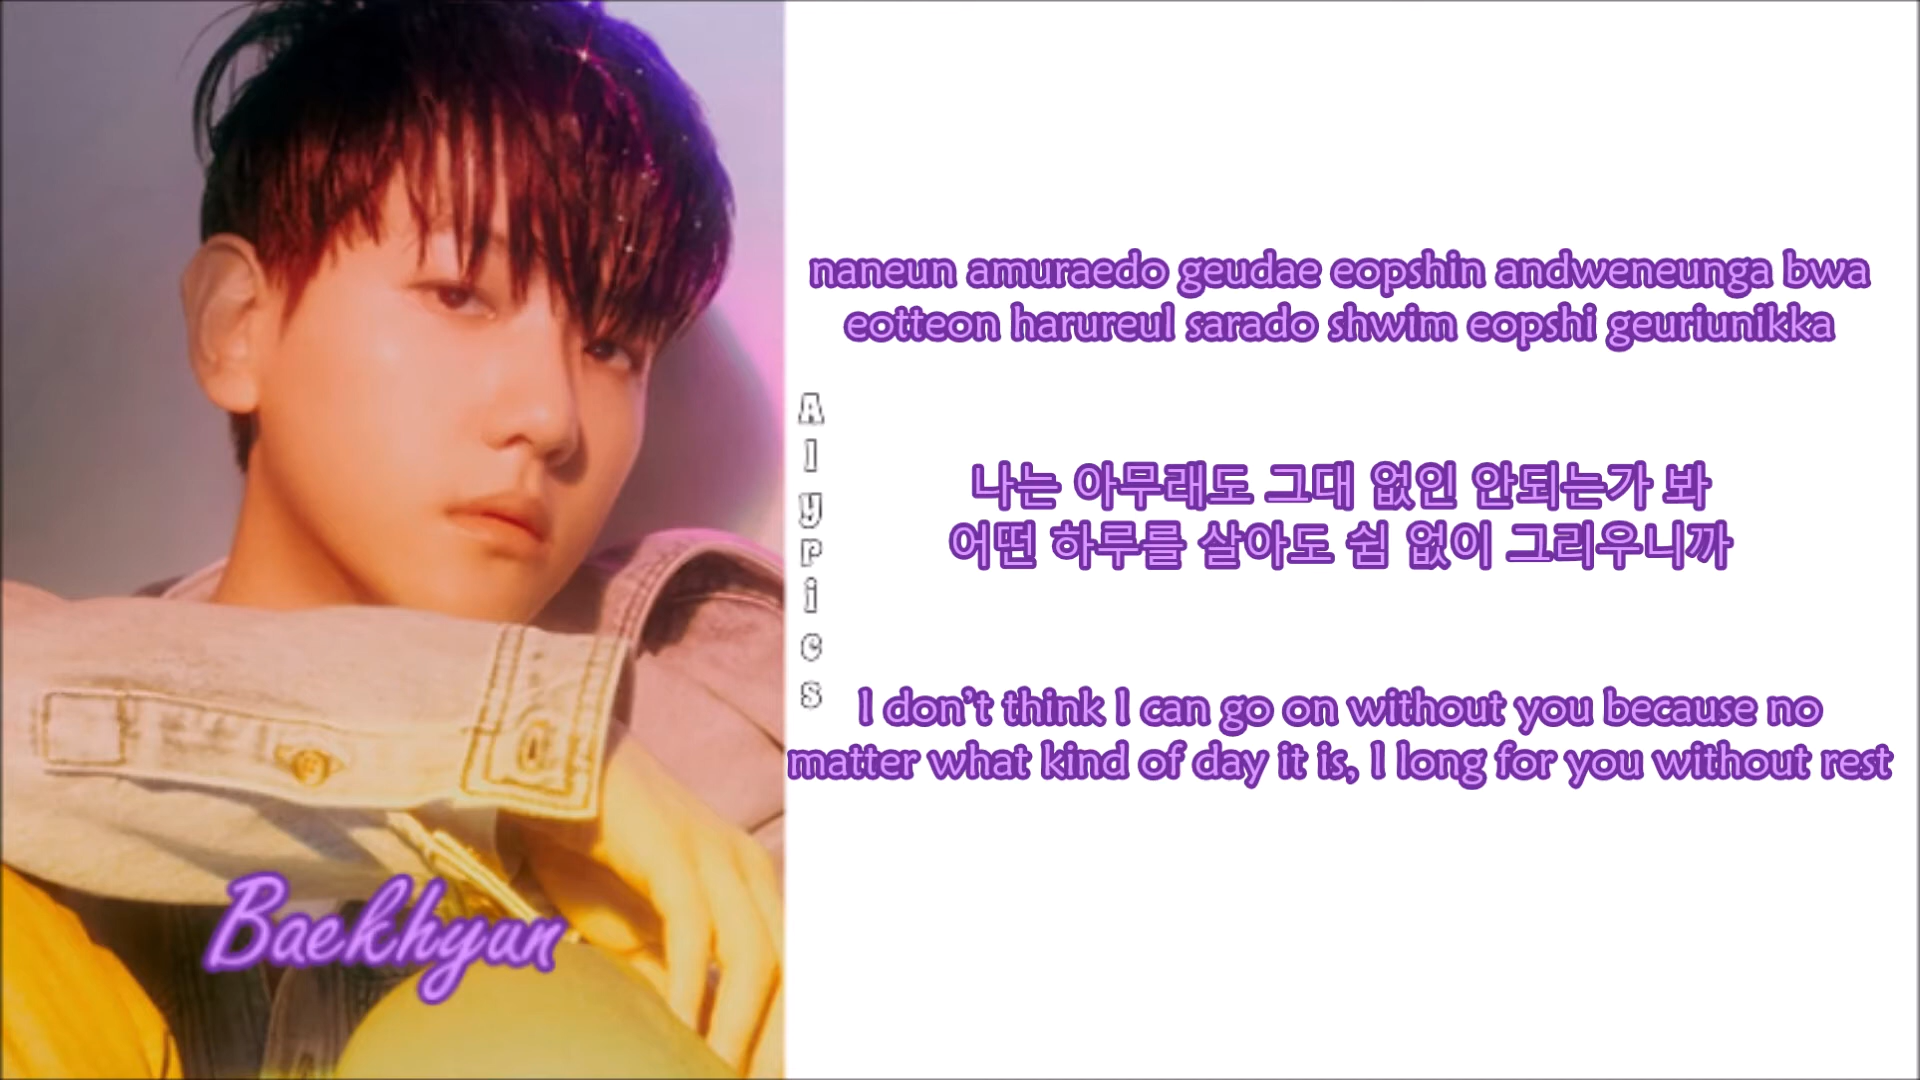 naneun amuraedo geudae eopshin andweneunga bwa
eotteon harureul sarado shwim eopshi geuriunikka
나는 아무래도 그대 없인 안되는가 봐
어떤 하루를 살아도 쉼 없이 그리우니까
I don't think I can go on without you because no
matter what kind of day it is, I long for you without rest
Alypics
Baekhyun